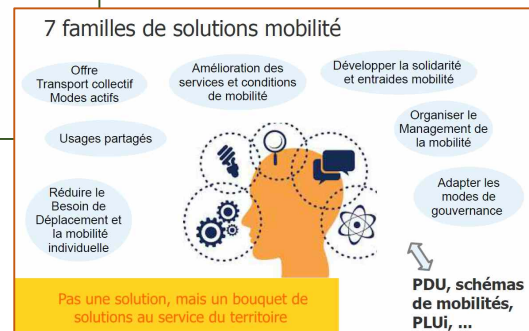 7 familles de solutions mobilité
Offre
Transport collectif
Modes actifs
Amélioration des
services et conditions
de mobilité
Développer la solidarité
et entraides mobilité
Usages partagés
Organiser le
Management de
la mobilité
Réduire le
Besoin de
Déplacement et
la mobilité
individuelle
Adapter les
modes de
gouvernance
Pas une solution, mais un bouquet de
solutions au service du territoire
PDU, schémas
de mobilités,
PLUi, ...